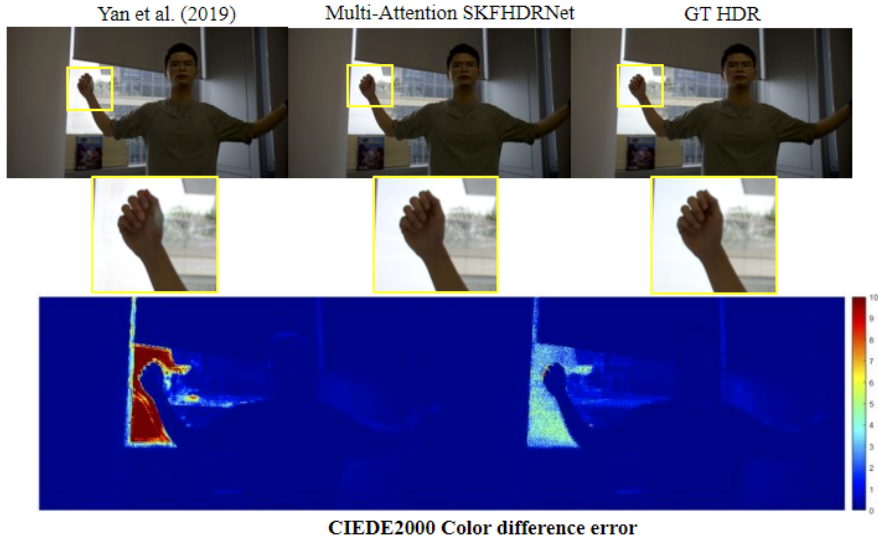 Yan et al. (2019)
Multi-Attention SKFHDRNet
GT HDR
10
9
8
7
6
5
4
3
2
1
0
CIEDE2000 Color difference error